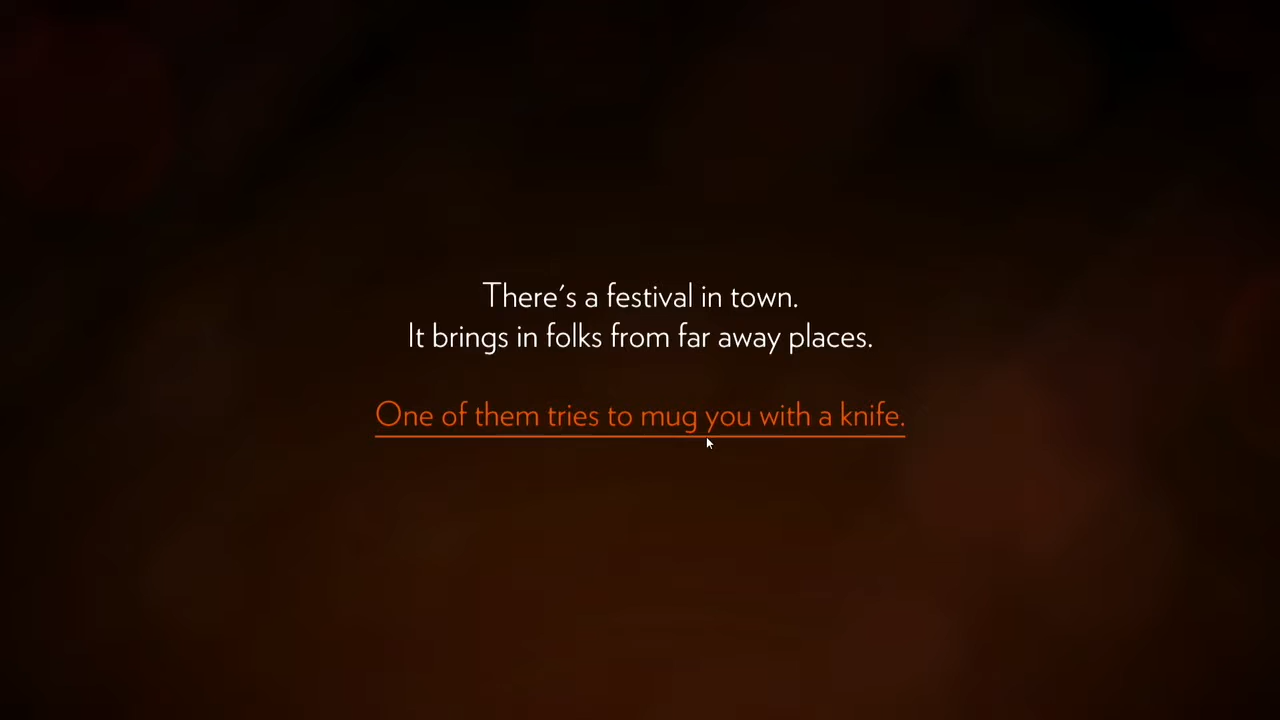 There's a festival in town.
It brings in folks from far away places.
One of them tries to mug you with a knife.